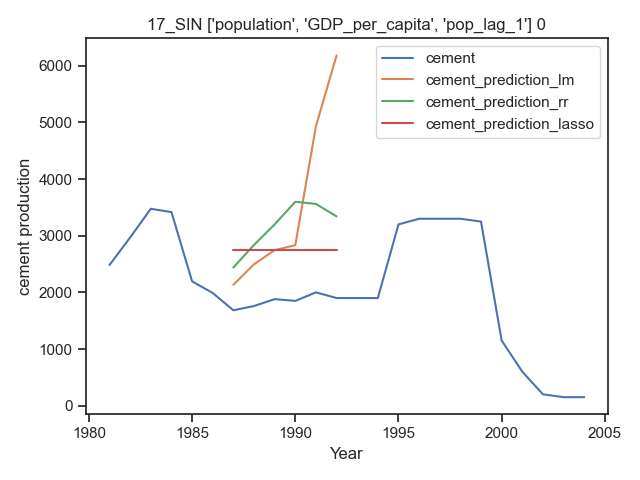 17_SIN ['population', 'GDP_per_capita', 'pop_lag_1'] 0
cement production
6000
5000
4000
3000
2000
1000
0
cement
cement_prediction_lm
cement_prediction_rr
cement_prediction_lasso
1980 1985 1990 1995 2000 2005
Year